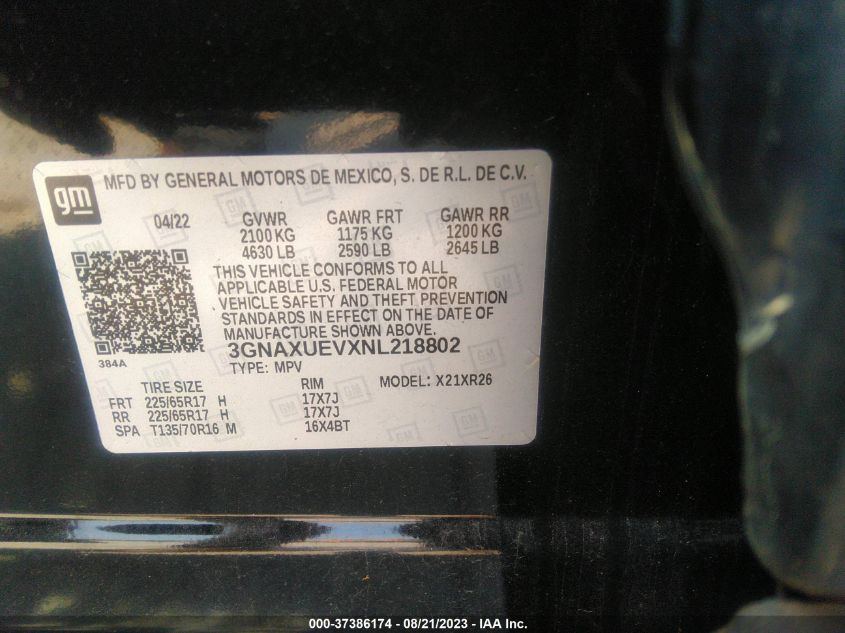 gm
MFD BY GENERAL MOTORS DE MEXICO, S. DE R.L. DE C.V.
04/22 GVWR GAWR FRT GAWR RR
2100 KG 1175 KG 1200 KG
4630 LB 2590 LB 2645 LB
THIS VEHICLE CONFORMS TO ALL
APPLICABLE U.S. FEDERAL MOTOR
VEHICLE SAFETY AND THEFT PREVENTION
STANDARDS IN EFFECT ON THE DATE OF
MANUFACTURE SHOWN ABOVE.
3GNAXUEVXNL218802
384A
TYPE: MPV
TIRE SIZE RIM MODEL: X21XR26
FRT 225/65R17 H 17X7J
RR 225/65R17 H 17X7J
SPA T135/70R16 M 16X4BT
000-37386174 - 08/21/2023 - IAA Inc.